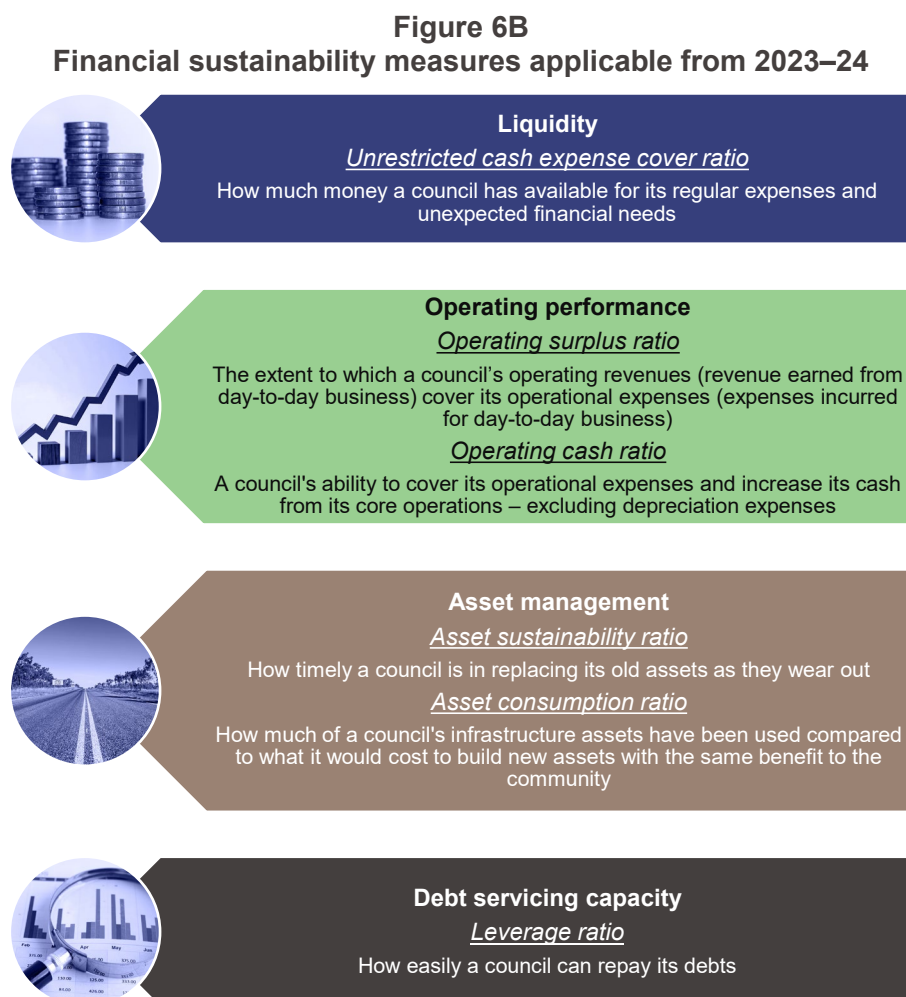 Figure 6B
Financial sustainability measures applicable from 2023–24
Liquidity
Unrestricted cash expense cover ratio
How much money a council has available for its regular expenses and
unexpected financial needs
Operating performance
Operating surplus ratio
The extent to which a council’s operating revenues (revenue earned from
day-to-day business) cover its operational expenses (expenses incurred
for day-to-day business)
Operating cash ratio
A council's ability to cover its operational expenses and increase its cash
from its core operations – excluding depreciation expenses
Asset management
Asset sustainability ratio
How timely a council is in replacing its old assets as they wear out
Asset consumption ratio
How much of a council's infrastructure assets have been used compared
to what it would cost to build new assets with the same benefit to the
community
Debt servicing capacity
Leverage ratio
How easily a council can repay its debts
Feb Apr May Jun